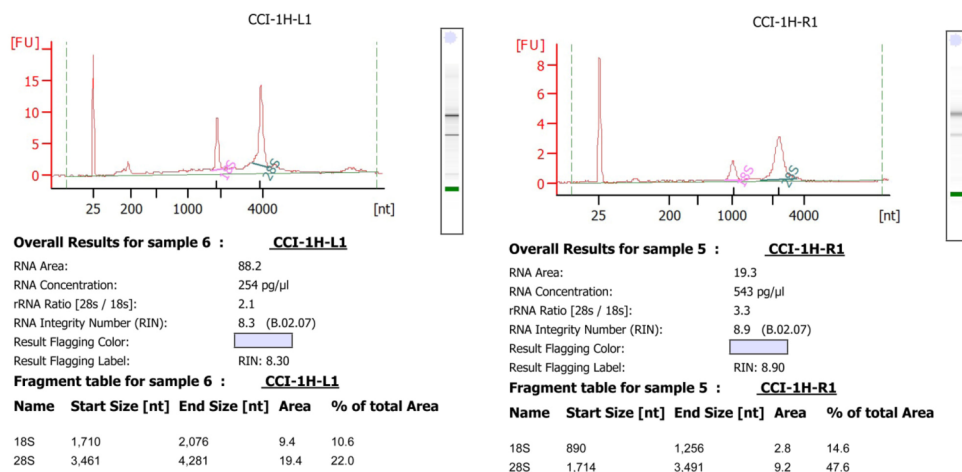 CCI-1H-L1
[FU]
15
10
5
0
18S
28S
25 200 1000 4000 [nt]
Overall Results for sample 6 : CCI-1H-L1
RNA Area: 88.2
RNA Concentration: 254 pg/µl
rRNA Ratio [28s / 18s]: 2.1
RNA Integrity Number (RIN): 8.3 (B.02.07)
Result Flagging Color:
Result Flagging Label: RIN: 8.30
Fragment table for sample 6 : CCI-1H-L1
Name Start Size [nt] End Size [nt] Area % of total Area
18S 1,710 2,076 9.4 10.6
28S 3,461 4,281 19.4 22.0
CCI-1H-R1
[FU]
8
6
4
2
0
18S
28S
25 200 1000 4000 [nt]
Overall Results for sample 5 : CCI-1H-R1
RNA Area: 19.3
RNA Concentration: 543 pg/µl
rRNA Ratio [28s / 18s]: 3.3
RNA Integrity Number (RIN): 8.9 (B.02.07)
Result Flagging Color:
Result Flagging Label: RIN: 8.90
Fragment table for sample 5 : CCI-1H-R1
Name Start Size [nt] End Size [nt] Area % of total Area
18S 890 1,256 2.8 14.6
28S 1,714 3,491 9.2 47.6